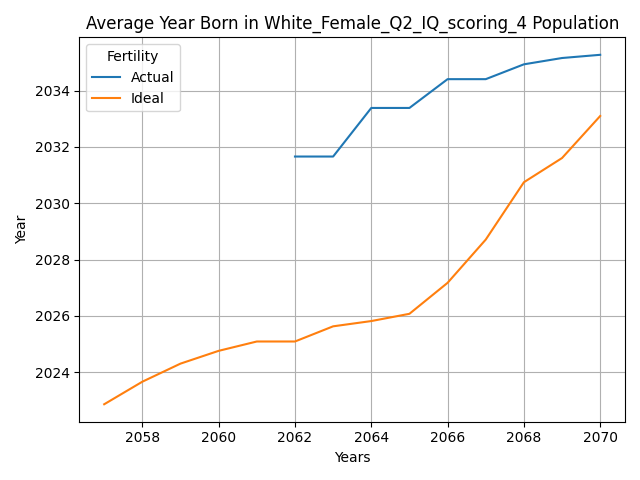 Average Year Born in White_Female_Q2_IQ_scoring_4 Population
Fertility
Actual
Ideal
2034
2032
2030
2028
2026
2024
Year
2058 2060 2062 2064 2066 2068 2070
Years